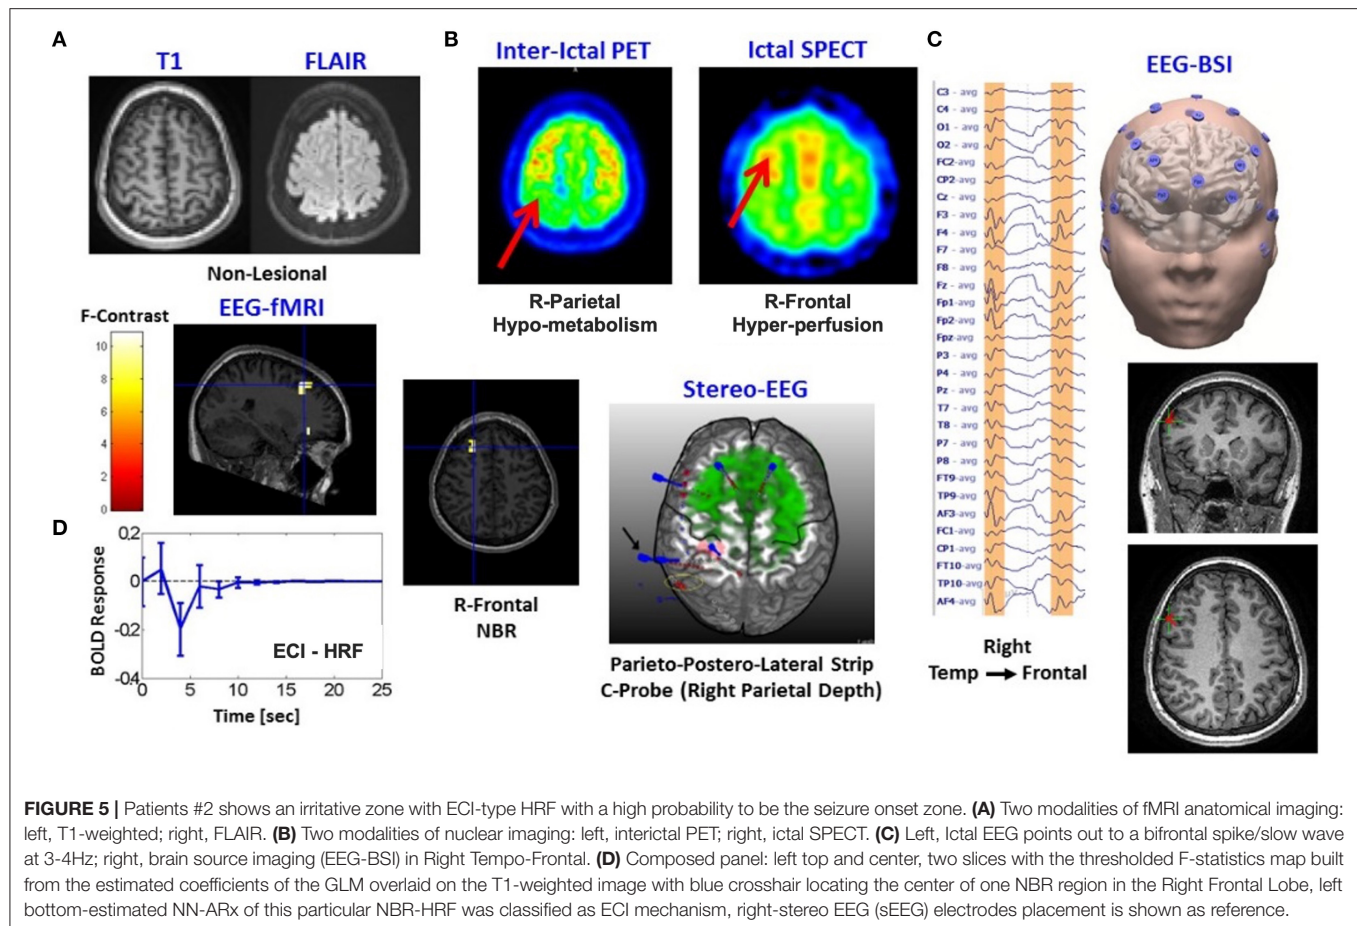 A
T1
FLAIR
Non-Lesional
B
Inter-Ictal PET
Ictal SPECT
R-Parietal
Hypo-metabolism
R-Frontal
Hyper-perfusion
C
C3 - avg
C4 - avg
O1 - avg
O2 - avg
FC2-avg
CP2-avg
Cz - avg
F3 - avg
F4 - avg
F7 - avg
F8 - avg
Fz - avg
Fp1-avg
Fp2-avg
Fpz-avg
P3 - avg
P4 - avg
Pz - avg
T7 - avg
T8 - avg
P7 - avg
P8 - avg
FT9-avg
TP9-avg
AF3-avg
FC1-avg
CP1-avg
FT10-avg
TP10-avg
AF4-avg
Right
Temp → Frontal
EEG-BSI
EEG-fMRI
F-Contrast
10
8
6
4
2
0
R-Frontal
NBR
Stereo-EEG
Parieto-Postero-Lateral Strip
C-Probe (Right Parietal Depth)
D
BOLD Response
0.2
0
-0.2
-0.4
ECI - HRF
0 5 10 15 20 25
Time [sec]
FIGURE 5 | Patients #2 shows an irritative zone with ECI-type HRF with a high probability to be the seizure onset zone. (A) Two modalities of fMRI anatomical imaging:
left, T1-weighted; right, FLAIR. (B) Two modalities of nuclear imaging: left, interictal PET; right, ictal SPECT. (C) Left, Ictal EEG points out to a bifrontal spike/slow wave
at 3-4Hz; right, brain source imaging (EEG-BSI) in Right Tempo-Frontal. (D) Composed panel: left top and center, two slices with the thresholded F-statistics map built
from the estimated coefficients of the GLM overlaid on the T1-weighted image with blue crosshair locating the center of one NBR region in the Right Frontal Lobe, left
bottom-estimated NN-ARx of this particular NBR-HRF was classified as ECI mechanism, right-stereo EEG (sEEG) electrodes placement is shown as reference.